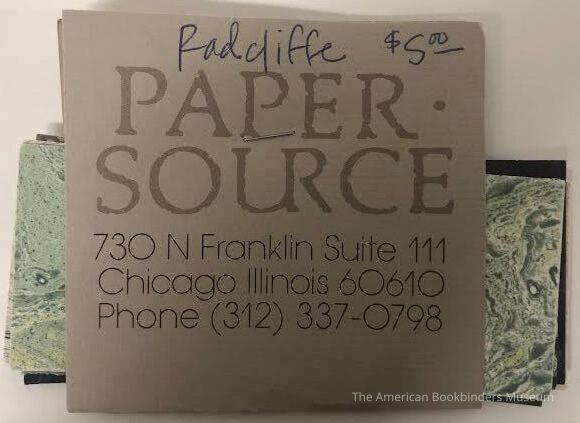 Radcliffe $5.00
PAPER·
SOURCE
730 N Franklin Suite 111
Chicago Illinois 60610
Phone (312) 337-0798
The American Bookbinders Museum